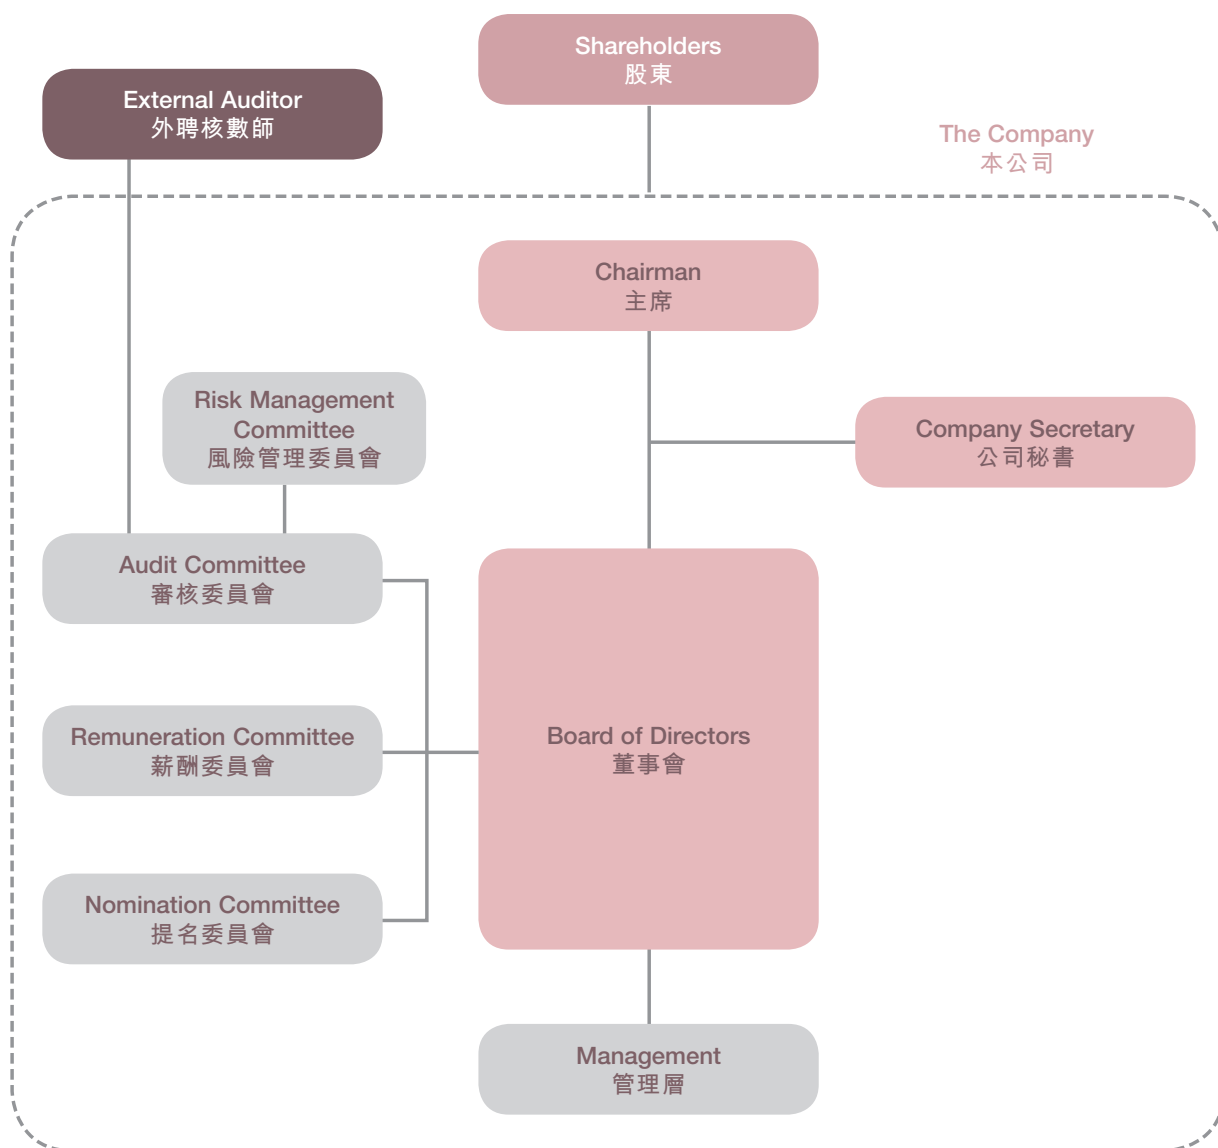 Shareholders
股東
External Auditor
外聘核數師
The Company
本公司
Chairman
主席
Risk Management
Committee
風險管理委員會
Company Secretary
公司秘書
Audit Committee
審核委員會
Remuneration Committee
薪酬委員會
Board of Directors
董事會
Nomination Committee
提名委員會
Management
管理層